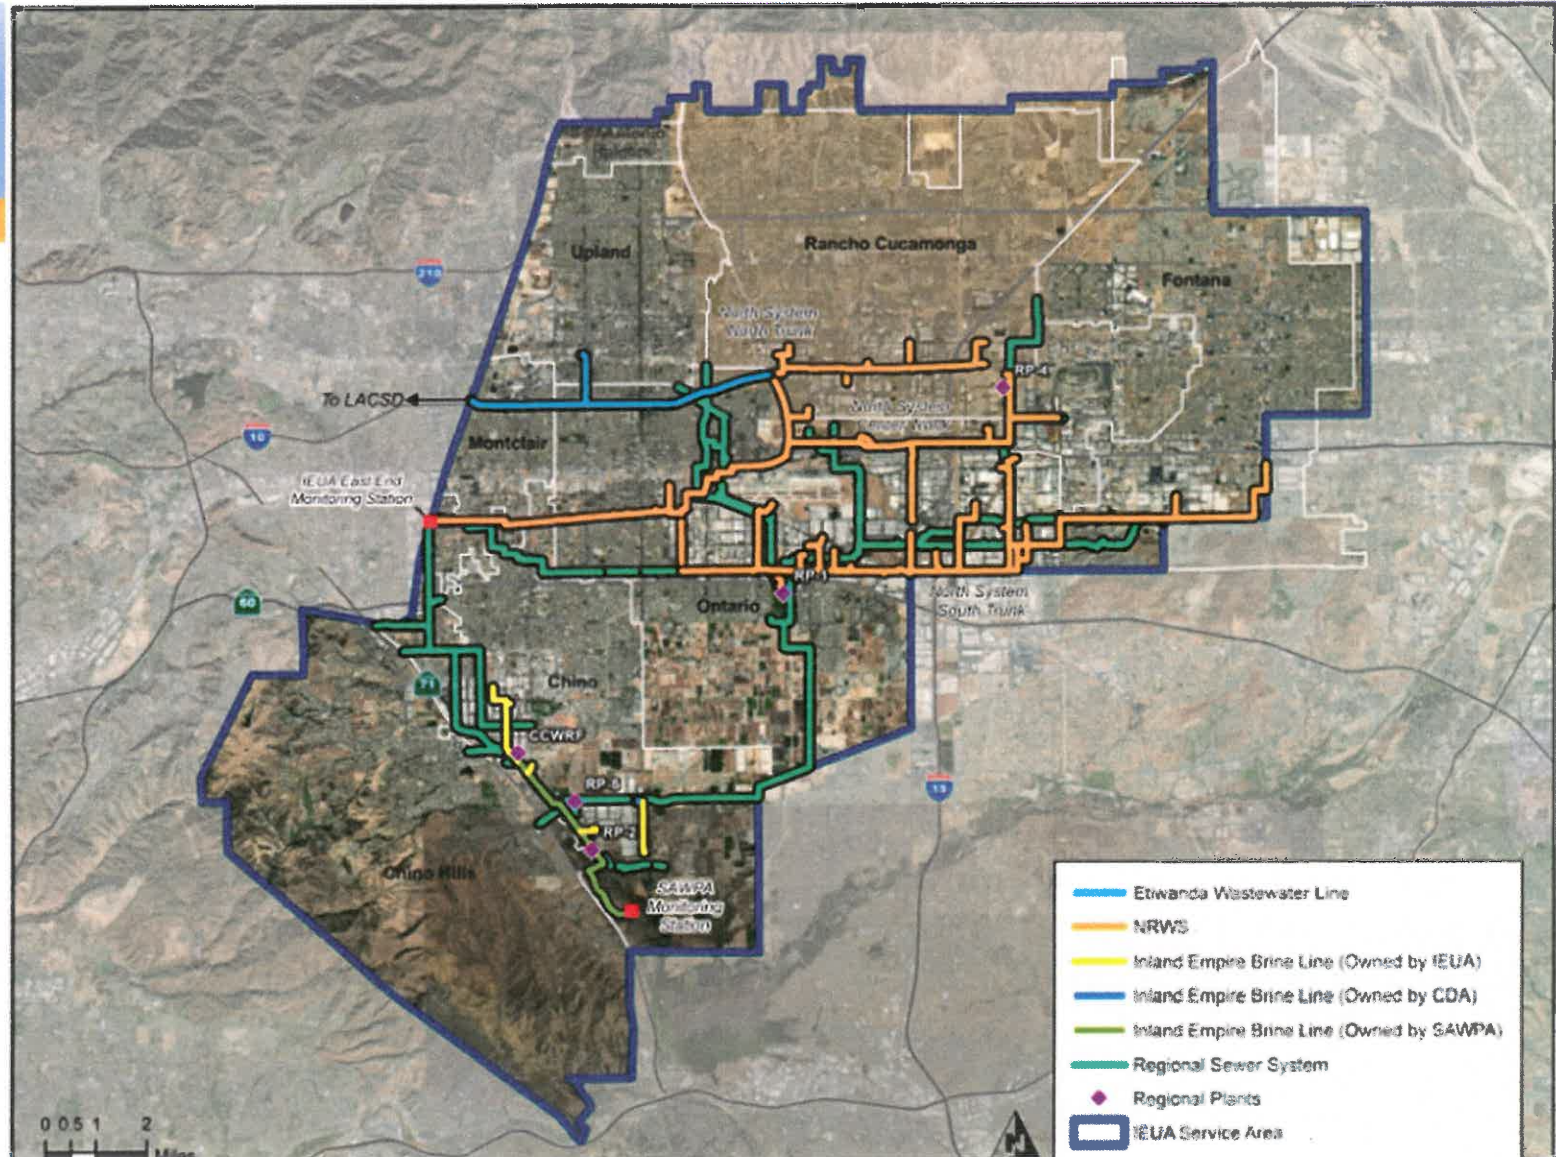 Upland
Rancho Cucamonga
Fontana
210
North System
North Trunk
RP-4
To LACSD
North System
10
Montclair
IEUA East End
Monitoring Station
RP-1
60
Ontario
North System
South Trunk
71
Chino
CCWRF
RP-5
15
RP-2
Chino Hills
SAWPA
Monitoring
Station
Etiwanda Wastewater Line
NRWS
Inland Empire Brine Line (Owned by IEUA)
Inland Empire Brine Line (Owned by CDA)
Inland Empire Brine Line (Owned by SAWPA)
Regional Sewer System
Regional Plants
IEUA Service Area
0 0.5 1 2
Miles
N